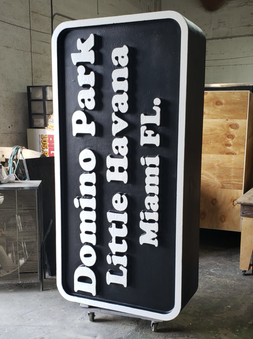 Domino Park
Little Havana
Miami FL.